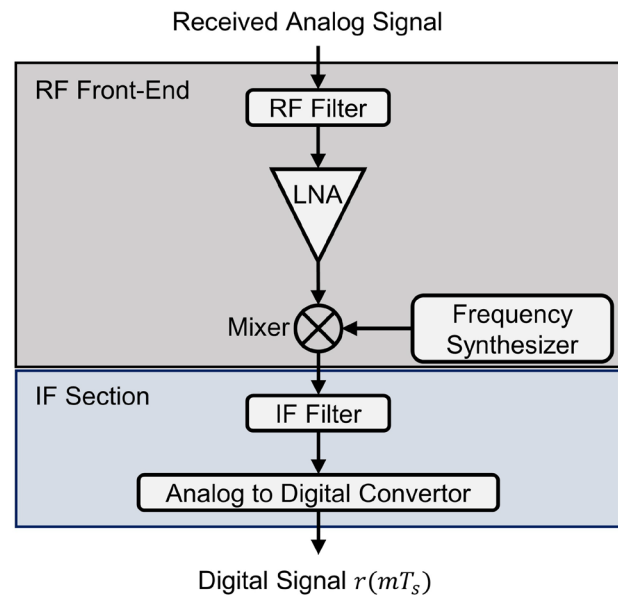 Received Analog Signal
RF Front-End
RF Filter
LNA
Mixer
Frequency
Synthesizer
IF Section
IF Filter
Analog to Digital Convertor
Digital Signal r(mTₛ)